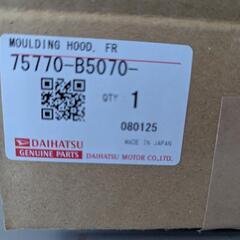 MOULDING HOOD, FR
75770-B5070-
QTY 1
080125
MADE IN JAPAN
DAIHATSU
GENUINE PARTS
DAIHATSU MOTOR CO.,LTD.